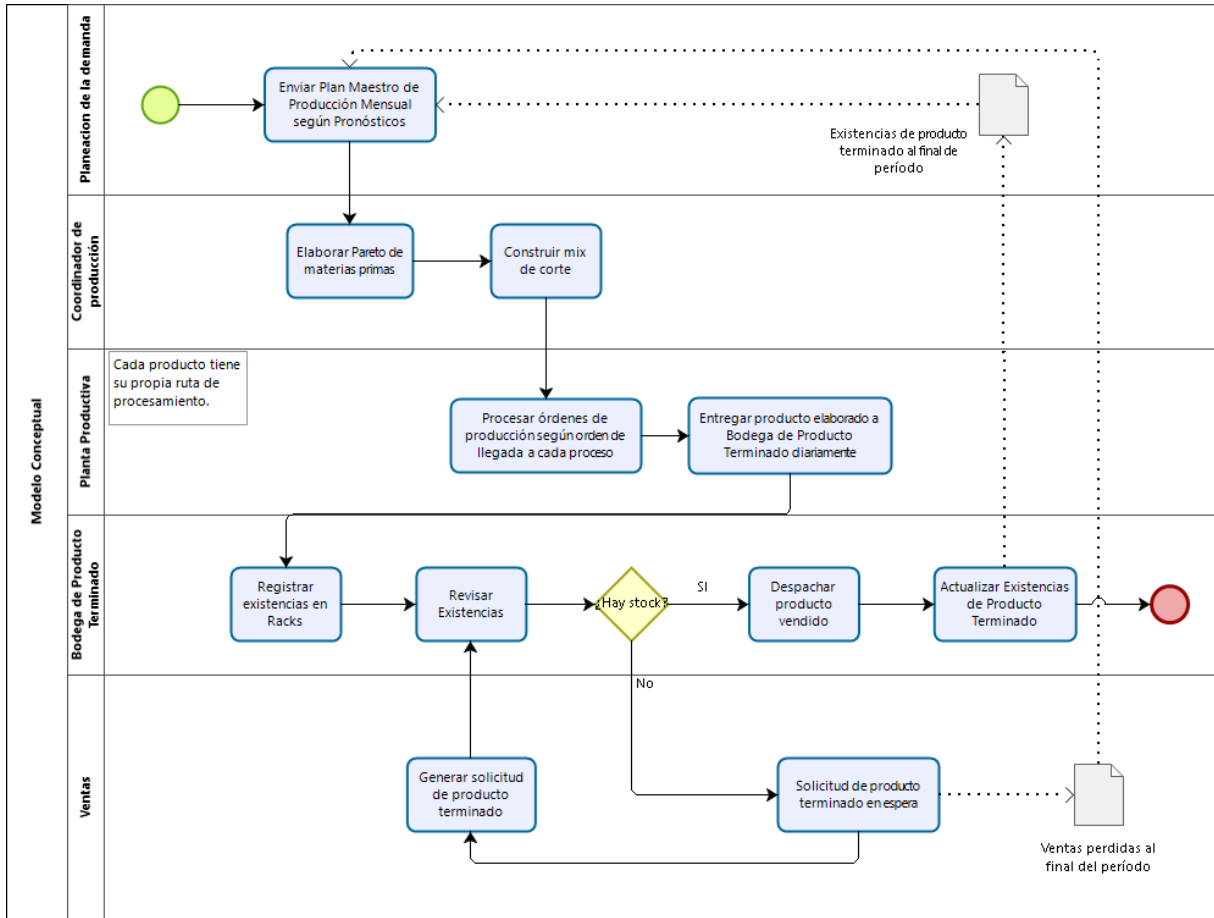 Modelo Conceptual
Planeacion de la demanda
Enviar Plan Maestro de
Producción Mensual
según Pronósticos
Existencias de producto
terminado al final de
período
Coordinador de
producción
Elaborar Pareto de
materias primas
Construir mix
de corte
Planta Productiva
Cada producto tiene
su propia ruta de
procesamiento.
Procesar órdenes de
producción según orden de
llegada a cada proceso
Entregar producto elaborado a
Bodega de Producto
Terminado diariamente
Bodega de Producto
Terminado
Registrar
existencias en
Racks
Revisar
Existencias
¿Hay stock?
SI
Despachar
producto
vendido
Actualizar Existencias
de Producto
Terminado
No
Ventas
Generar solicitud
de producto
terminado
Solicitud de producto
terminado en espera
Ventas perdidas al
final del período